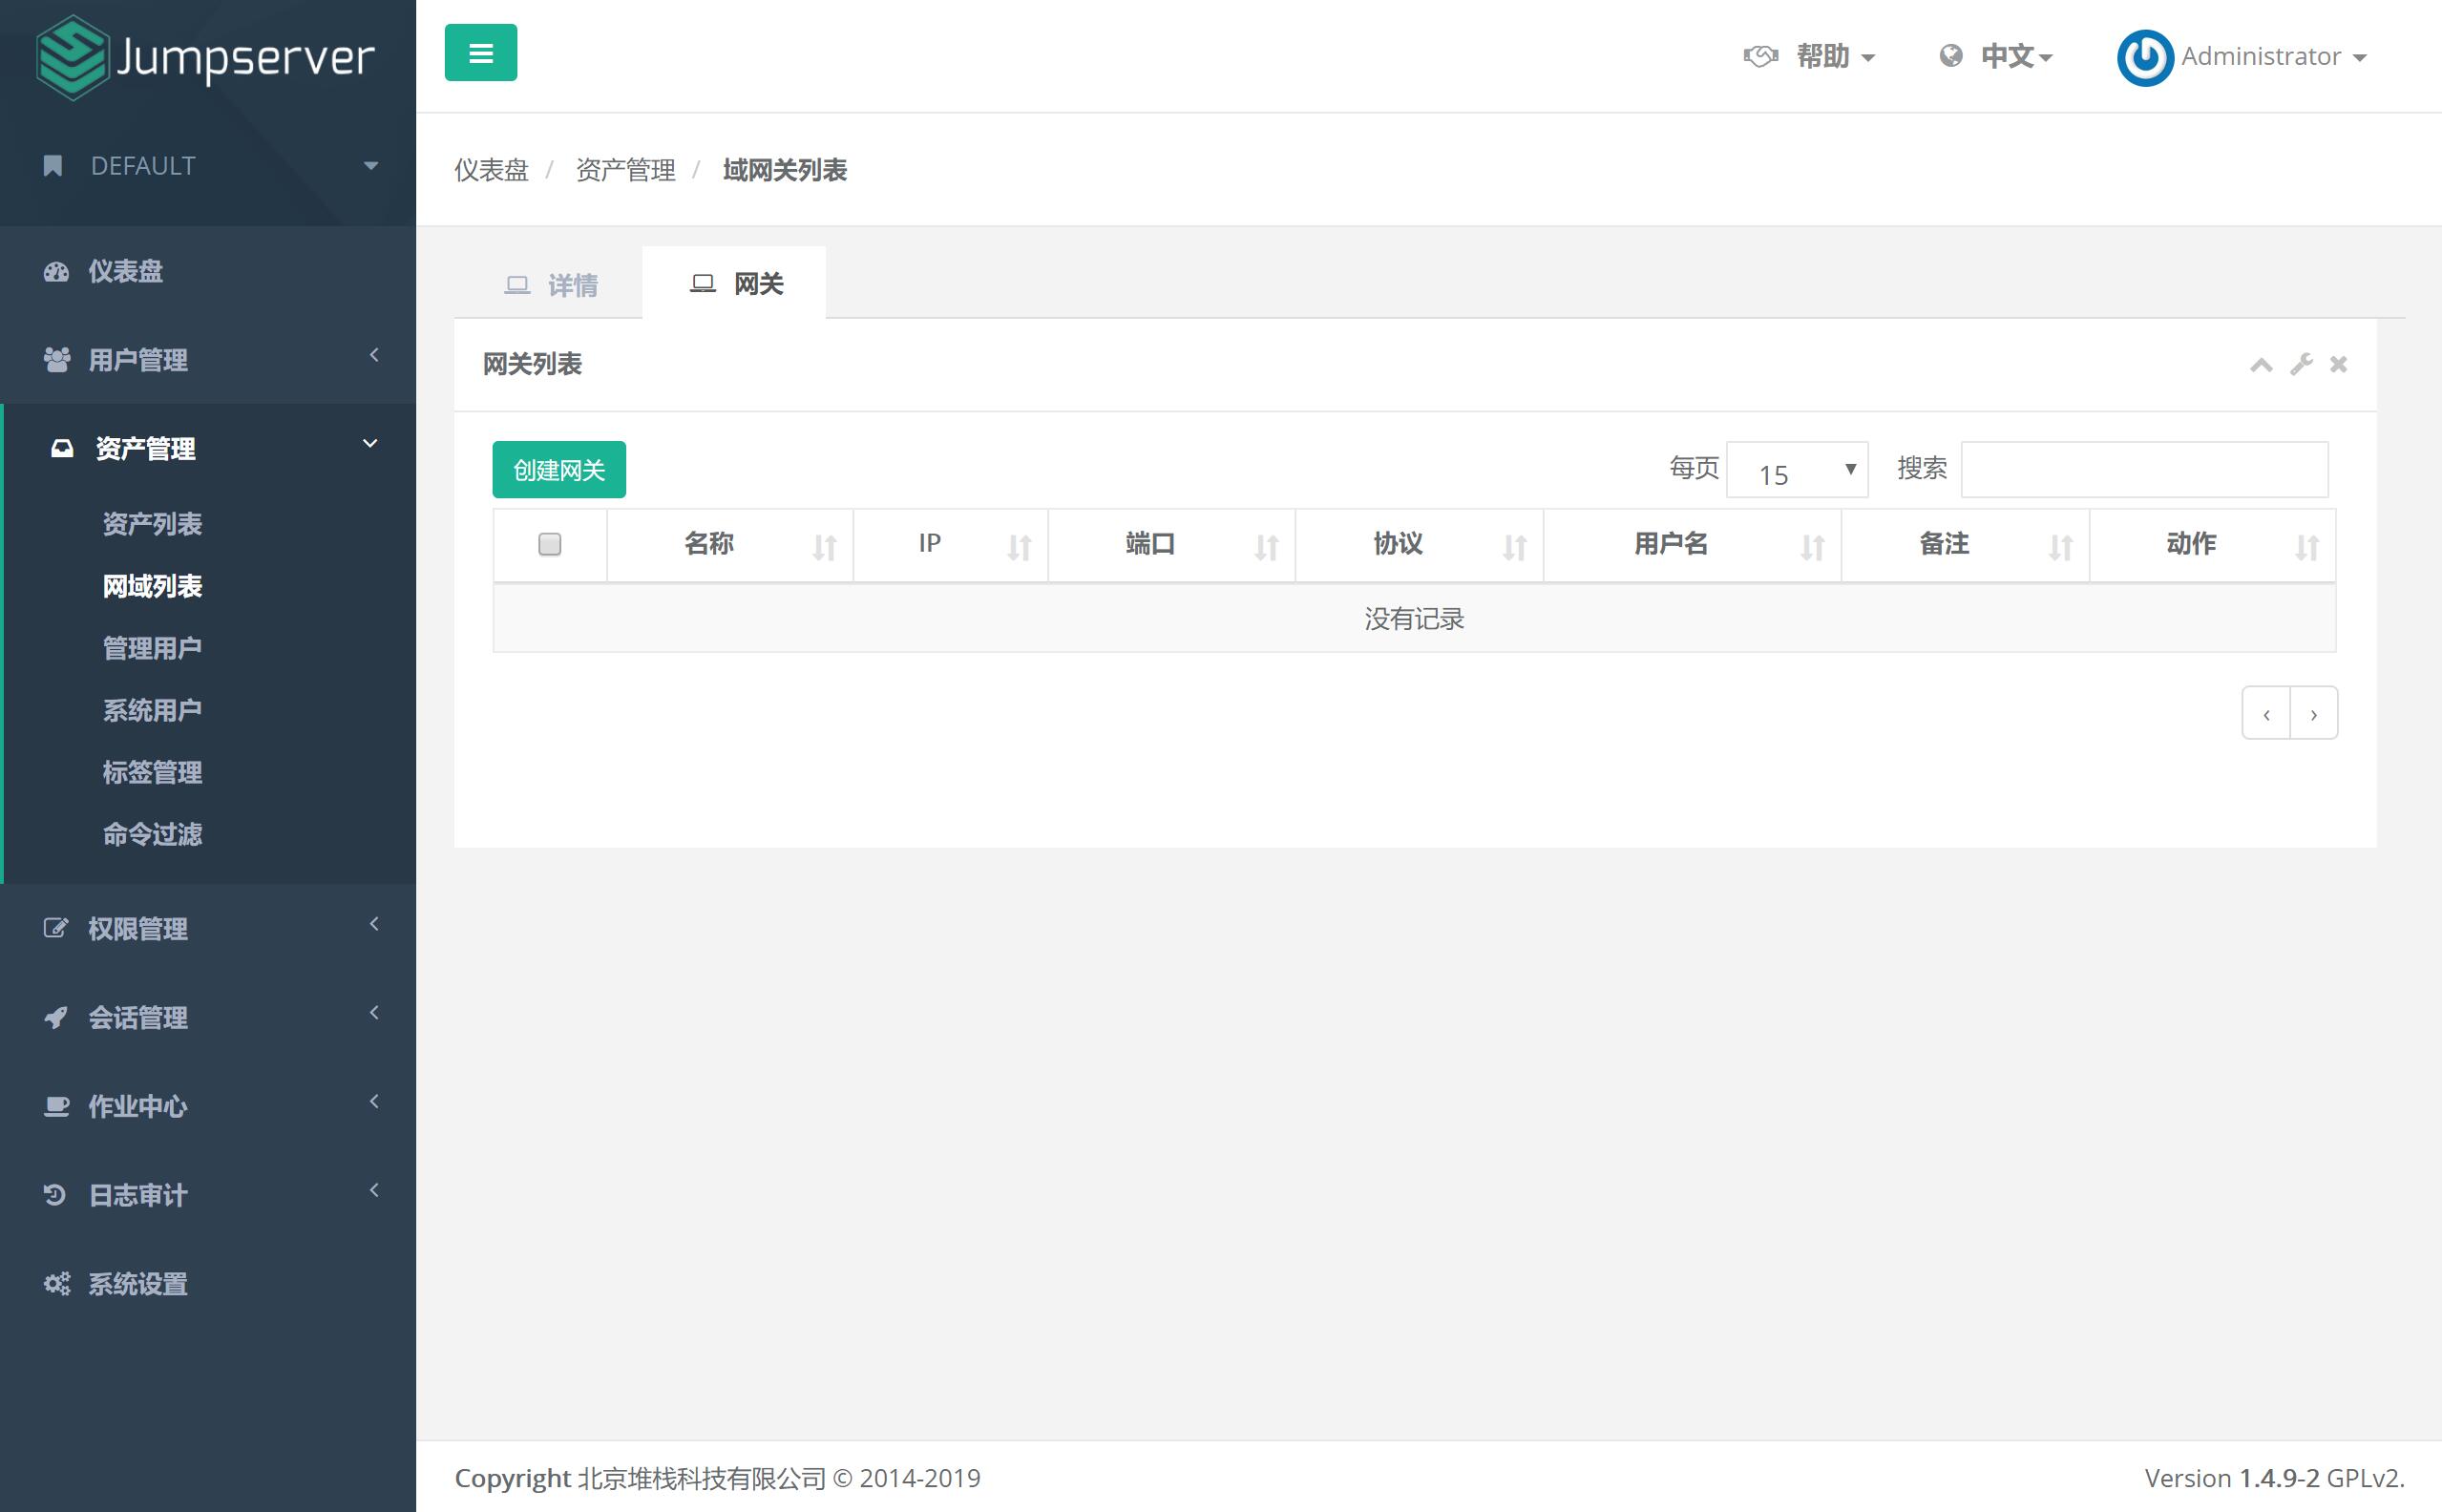 Jumpserver
DEFAULT
仪表盘
用户管理
资产管理
资产列表
网域列表
管理用户
系统用户
标签管理
命令过滤
权限管理
会话管理
作业中心
日志审计
系统设置
帮助
中文
Administrator
仪表盘 / 资产管理 / 域网关列表
详情
网关
网关列表
创建网关
每页 15 搜索
名称 IP 端口 协议 用户名 备注 动作
没有记录
‹ ›
Copyright 北京堆栈科技有限公司 © 2014-2019
Version 1.4.9-2 GPLv2.